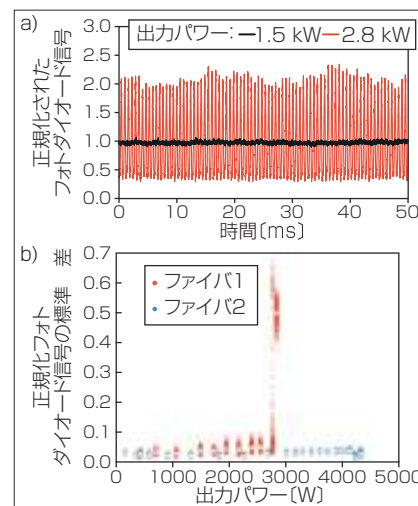 a)
出力パワー: 1.5 kW 2.8 kW
正規化された
フォトダイオード信号
3.0
2.5
2.0
1.5
1.0
0.5
0.0
0 10 20 30 40 50
時間〔ms〕
b)
正規化フォト
ダイオード信号の標準 差
0.7
0.6
0.5
0.4
0.3
0.2
0.1
0.0
ファイバ1
ファイバ2
0 1000 2000 3000 4000 5000
出力パワー〔W〕